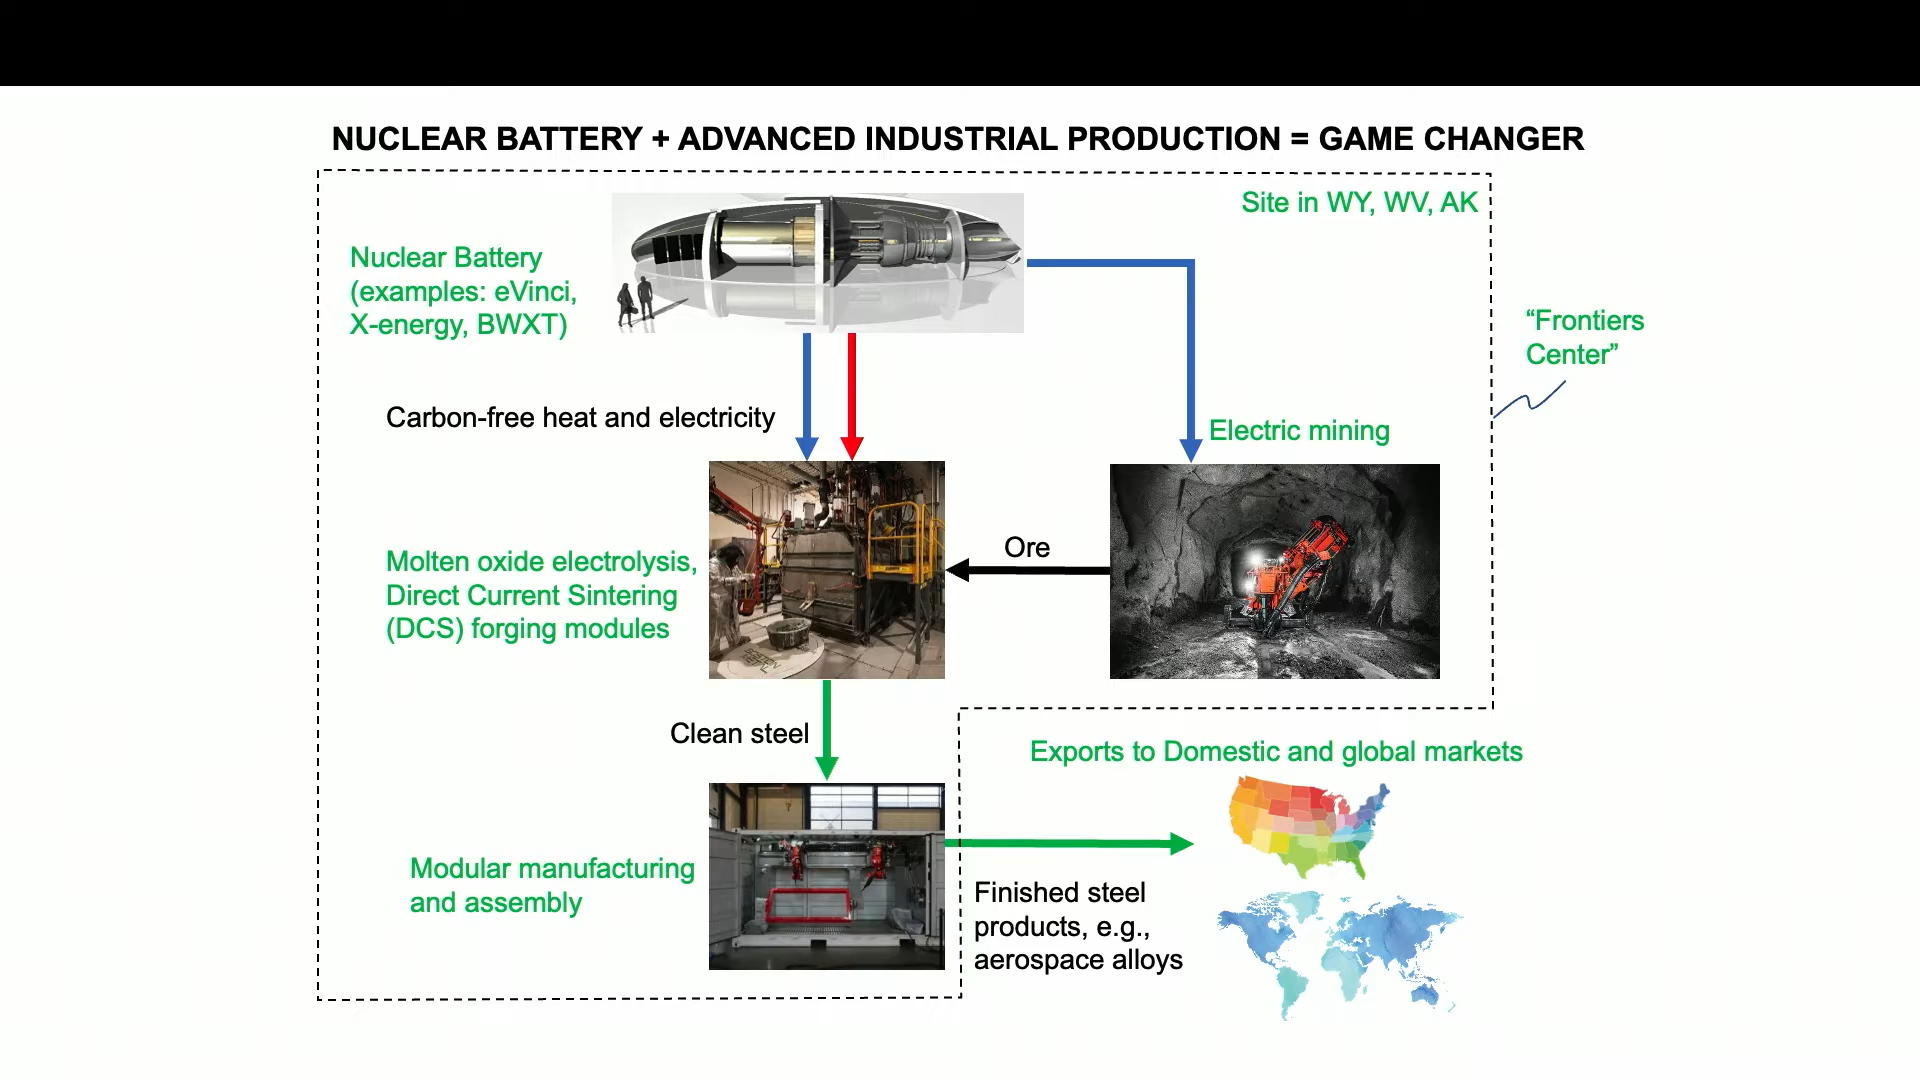 NUCLEAR BATTERY + ADVANCED INDUSTRIAL PRODUCTION = GAME CHANGER
Site in WY, WV, AK
Nuclear Battery
(examples: eVinci,
X-energy, BWXT)
“Frontiers
Center”
Carbon-free heat and electricity
Electric mining
Ore
Molten oxide electrolysis,
Direct Current Sintering
(DCS) forging modules
Clean steel
Exports to Domestic and global markets
Modular manufacturing
and assembly
Finished steel
products, e.g.,
aerospace alloys